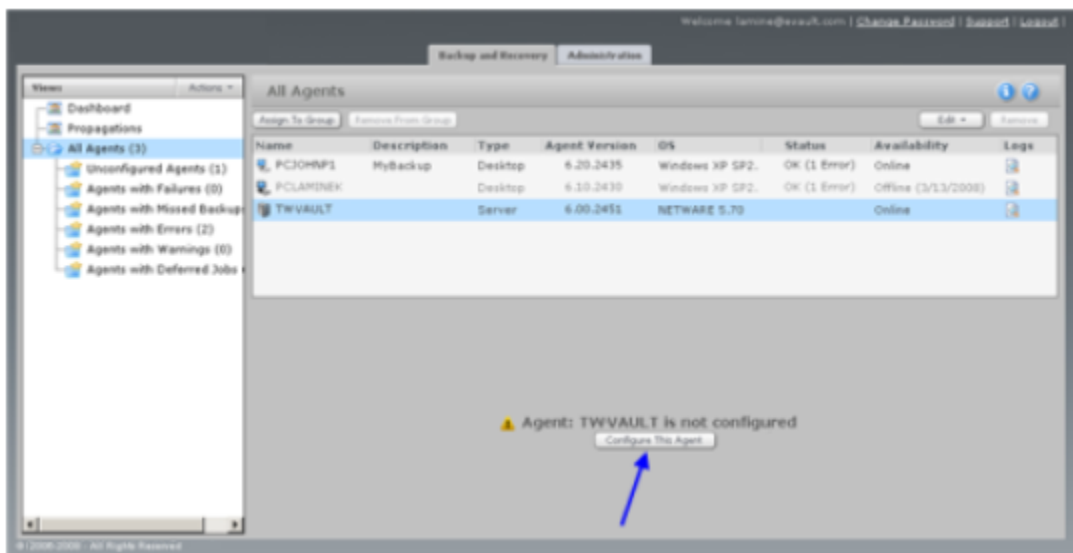 Welcome lamine@evault.com | Change Password | Support | Logout |
Backup and Recovery Administration
Views Actions
All Agents
Dashboard
Propagations
All Agents (3)
Unconfigured Agents (1)
Agents with Failures (0)
Agents with Missed Backup
Agents with Errors (2)
Agents with Warnings (0)
Agents with Deferred Jobs
Assign To Group Remove From Group Edit Remove
Name Description Type Agent Version OS Status Availability Logs
PCJOHNP1 MyBackup Desktop 6.20.2435 Windows XP SP2. OK (1 Error) Online
PCLAMINEK Desktop 6.10.2430 Windows XP SP2. OK (1 Error) Offline (3/13/2008)
TWVAULT Server 6.00.2451 NETWARE 5.70 Online
Agent: TWVAULT is not configured
Configure This Agent
All Rights Reserved